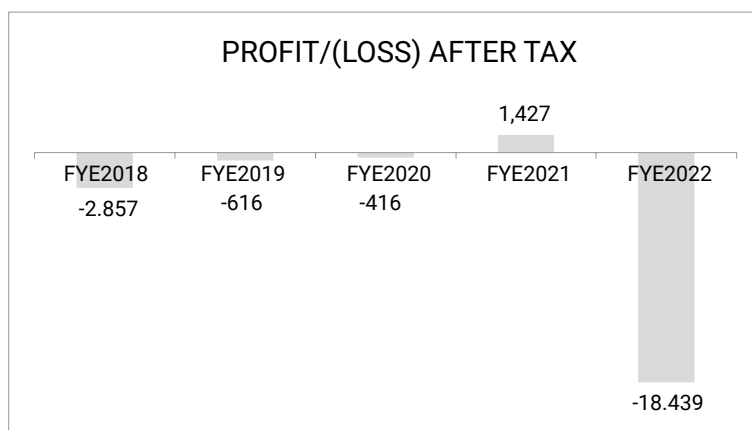 PROFIT/(LOSS) AFTER TAX
1,427
FYE2018 FYE2019 FYE2020 FYE2021 FYE2022
-2.857 -616 -416
-18.439